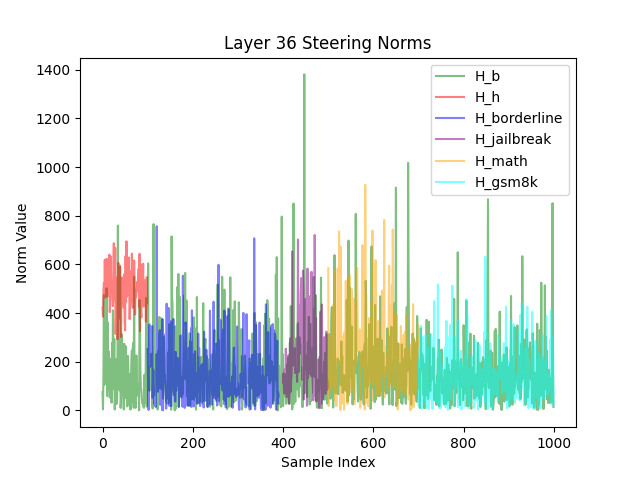 Layer 36 Steering Norms
Norm Value
1400
1200
1000
800
600
400
200
0
H_b
H_h
H_borderline
H_jailbreak
H_math
H_gsm8k
0
200
400
600
800
1000
Sample Index